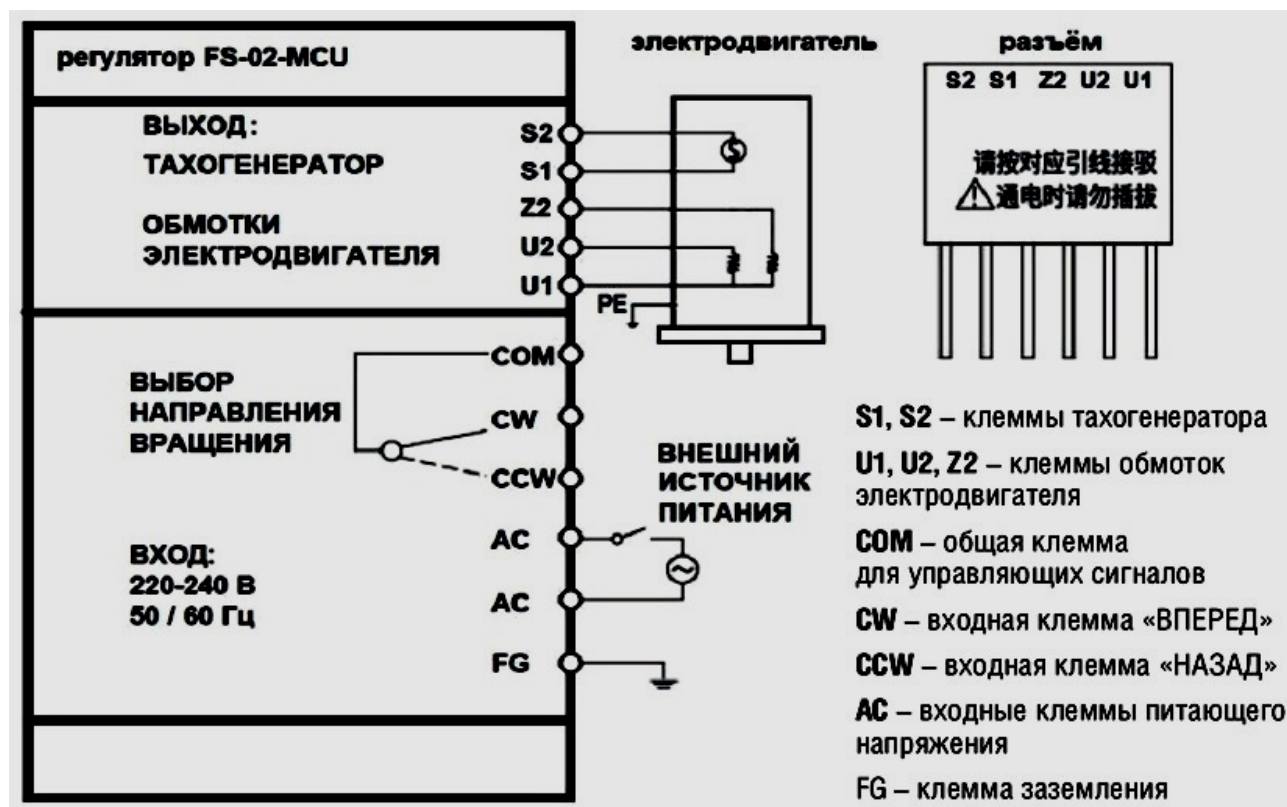 регулятор FS-02-MCU
ВЫХОД:
ТАХОГЕНЕРАТОР
ОБМОТКИ
ЭЛЕКТРОДВИГАТЕЛЯ
S2
S1
Z2
U2
U1
PE
электродвигатель
разъём
S2 S1 Z2 U2 U1
请按对应引线接驳
通电时请勿插拔
ВЫБОР
НАПРАВЛЕНИЯ
ВРАЩЕНИЯ
COM
CW
CCW
ВХОД:
220-240 В
50 / 60 Гц
AC
AC
FG
ВНЕШНИЙ
ИСТОЧНИК
ПИТАНИЯ
S1, S2 – клеммы тахогенератора
U1, U2, Z2 – клеммы обмоток
электродвигателя
COM – общая клемма
для управляющих сигналов
CW – входная клемма «ВПЕРЕД»
CCW – входная клемма «НАЗАД»
AC – входные клеммы питающего
напряжения
FG – клемма заземления